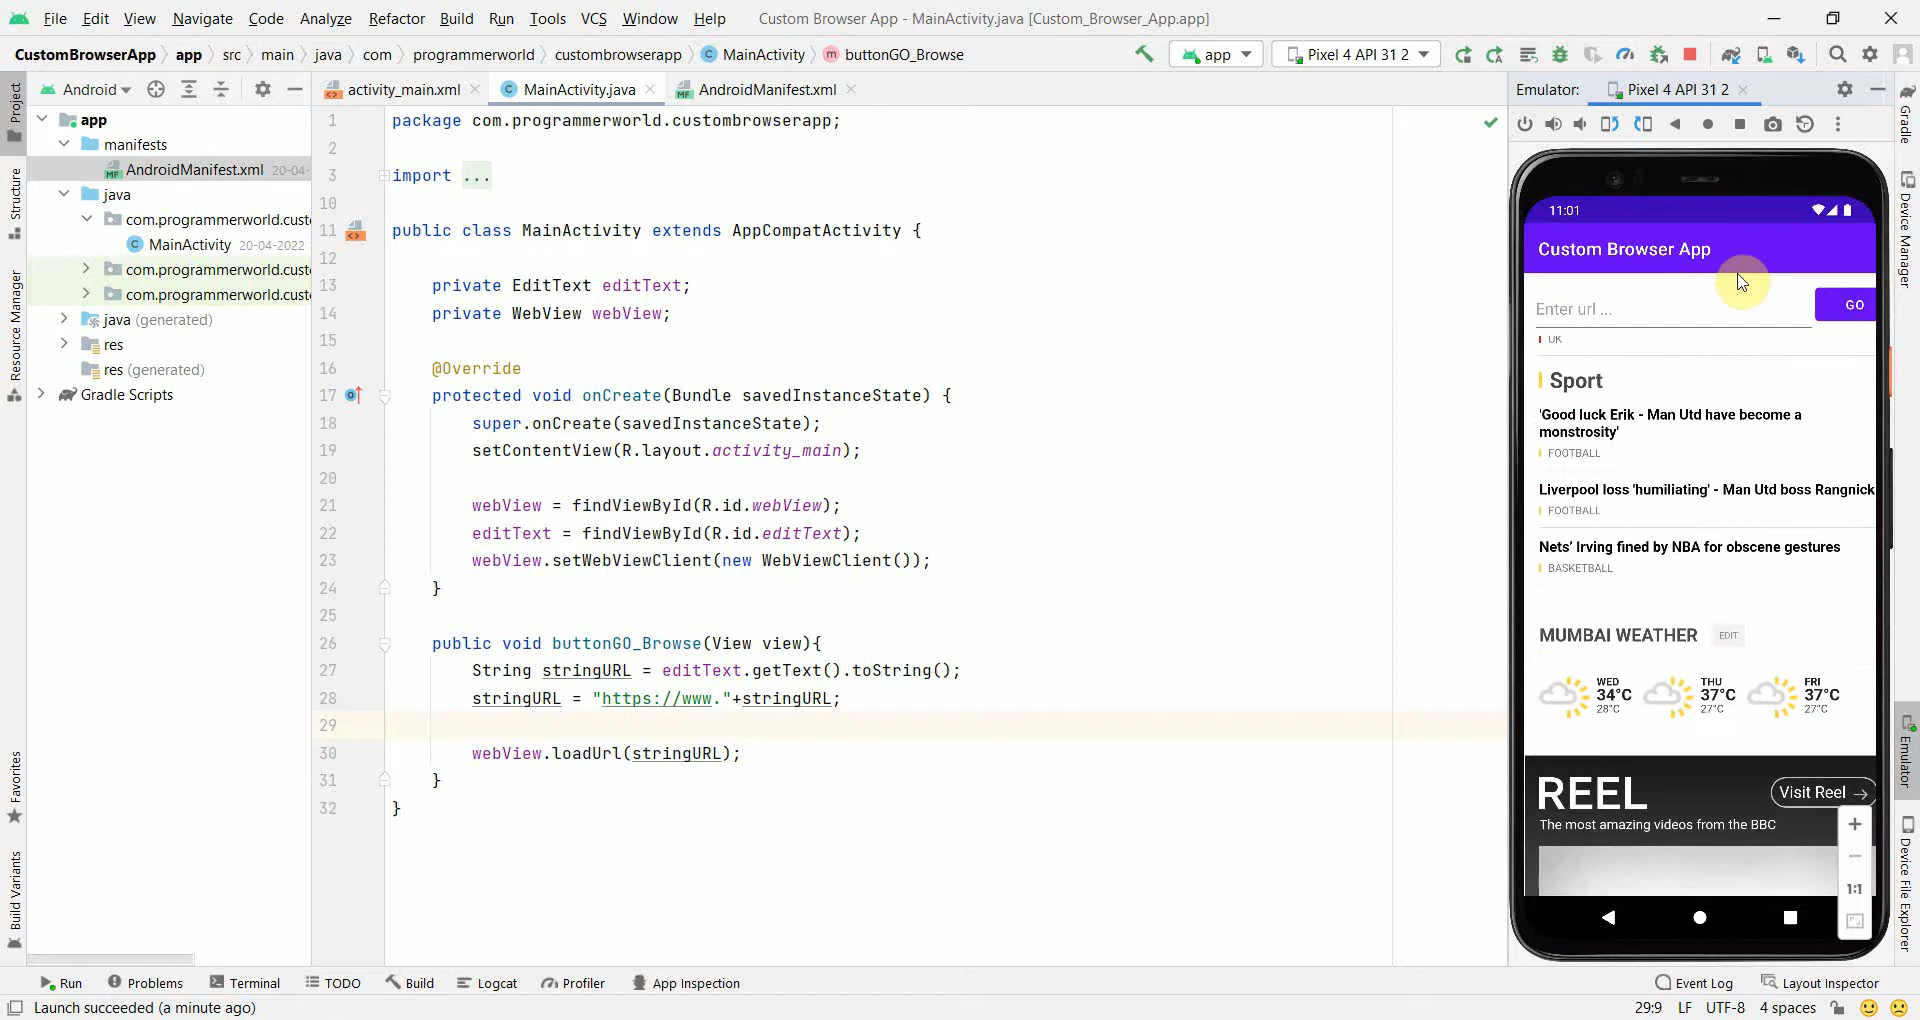 File Edit View Navigate Code Analyze Refactor Build Run Tools VCS Window Help Custom Browser App - MainActivity.java [Custom_Browser_App.app]
CustomBrowserApp app src main java com programmerworld custombrowserapp MainActivity buttonGO_Browse app Pixel 4 API 31 2
Android activity_main.xml MainActivity.java AndroidManifest.xml Emulator: Pixel 4 API 31 2
Project
Structure
Resource Manager
Favorites
Build Variants
app
manifests
AndroidManifest.xml 20-04-
java
com.programmerworld.cust
MainActivity 20-04-2022
com.programmerworld.cust
com.programmerworld.cust
java (generated)
res
res (generated)
Gradle Scripts
1 package com.programmerworld.custombrowserapp;
2
3 import ...
10
11 public class MainActivity extends AppCompatActivity {
12
13 private EditText editText;
14 private WebView webView;
15
16 @Override
17 protected void onCreate(Bundle savedInstanceState) {
18 super.onCreate(savedInstanceState);
19 setContentView(R.layout.activity_main);
20
21 webView = findViewById(R.id.webView);
22 editText = findViewById(R.id.editText);
23 webView.setWebViewClient(new WebViewClient());
24 }
25
26 public void buttonGO_Browse(View view){
27 String stringURL = editText.getText().toString();
28 stringURL = "https://www."+stringURL;
29
30 webView.loadUrl(stringURL);
31 }
32 }
11:01
Custom Browser App
Enter url ... GO
UK
Sport
'Good luck Erik - Man Utd have become a
monstrosity'
FOOTBALL
Liverpool loss 'humiliating' - Man Utd boss Rangnick
FOOTBALL
Nets' Irving fined by NBA for obscene gestures
BASKETBALL
MUMBAI WEATHER EDIT
WED THU FRI
34°C 37°C 37°C
28°C 27°C 27°C
REEL Visit Reel →
The most amazing videos from the BBC
1:1
Gradle
Device Manager
Emulator
Device File Explorer
Run Problems Terminal TODO Build Logcat Profiler App Inspection Event Log Layout Inspector
Launch succeeded (a minute ago) 29:9 LF UTF-8 4 spaces